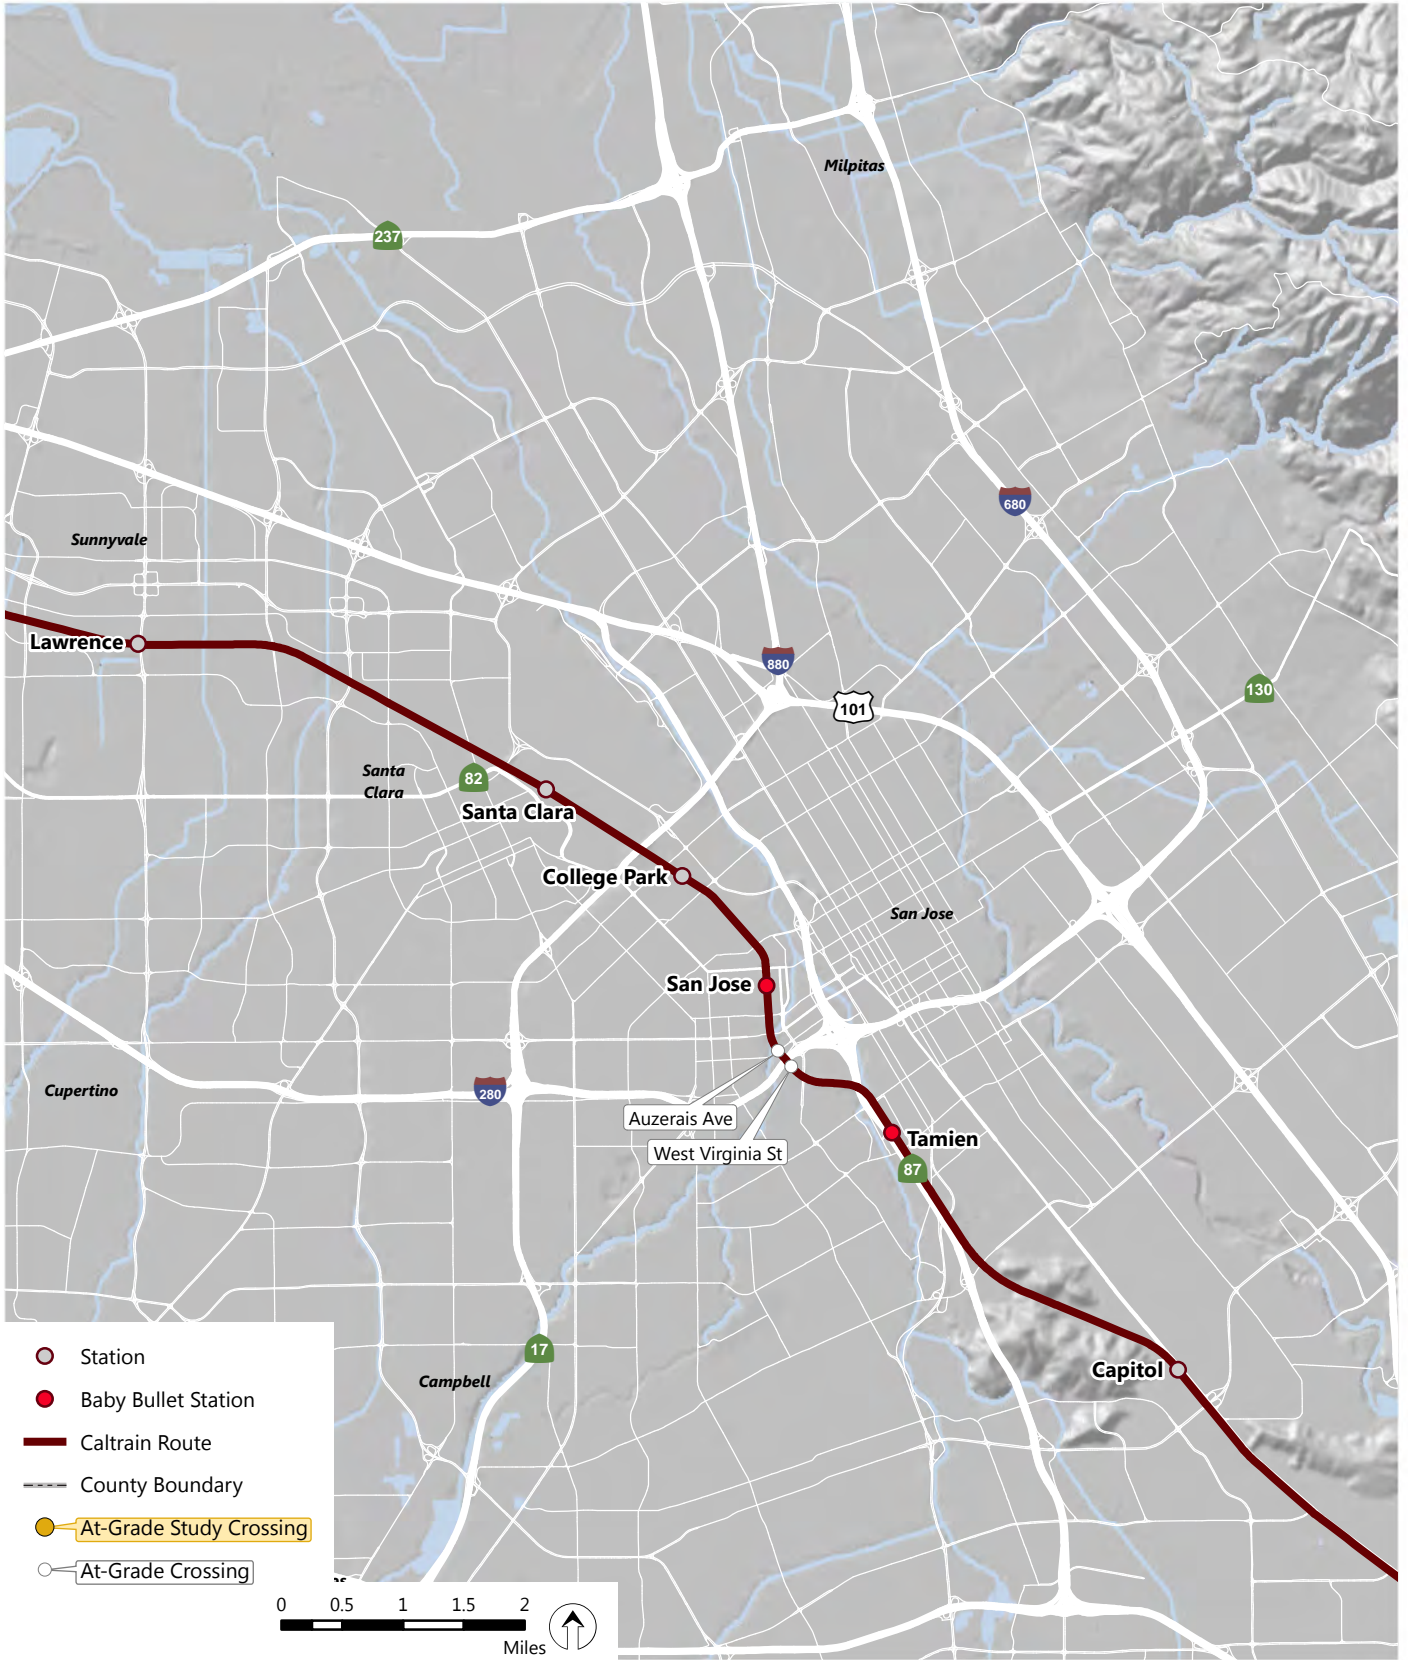 Milpitas
237
680
Sunnyvale
Lawrence
880
130
101
Santa
Clara
82
Santa Clara
College Park
San Jose
San Jose
Cupertino
280
Auzerais Ave
West Virginia St
Tamien
87
17
Campbell
Capitol
Station
Baby Bullet Station
Caltrain Route
County Boundary
At-Grade Study Crossing
At-Grade Crossing
0 0.5 1 1.5 2
Miles